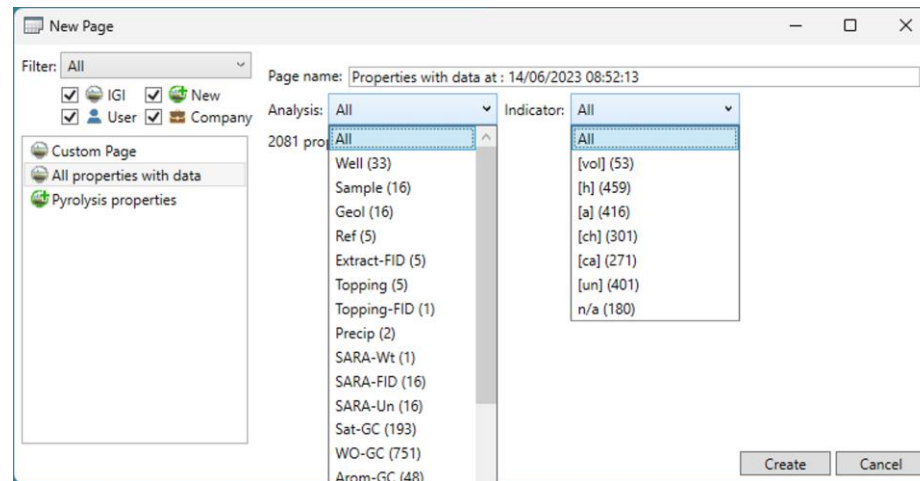 New Page
Filter: All
IGI New
User Company
Custom Page
All properties with data
Pyrolysis properties
Page name: Properties with data at : 14/06/2023 08:52:13
Analysis: All Indicator: All
2081 pro
All
Well (33)
Sample (16)
Geol (16)
Ref (5)
Extract-FID (5)
Topping (5)
Topping-FID (1)
Precip (2)
SARA-Wt (1)
SARA-FID (16)
SARA-Un (16)
Sat-GC (193)
WO-GC (751)
Arom-GC (48)
All
[vol] (53)
[h] (459)
[a] (416)
[ch] (301)
[ca] (271)
[un] (401)
n/a (180)
Create Cancel